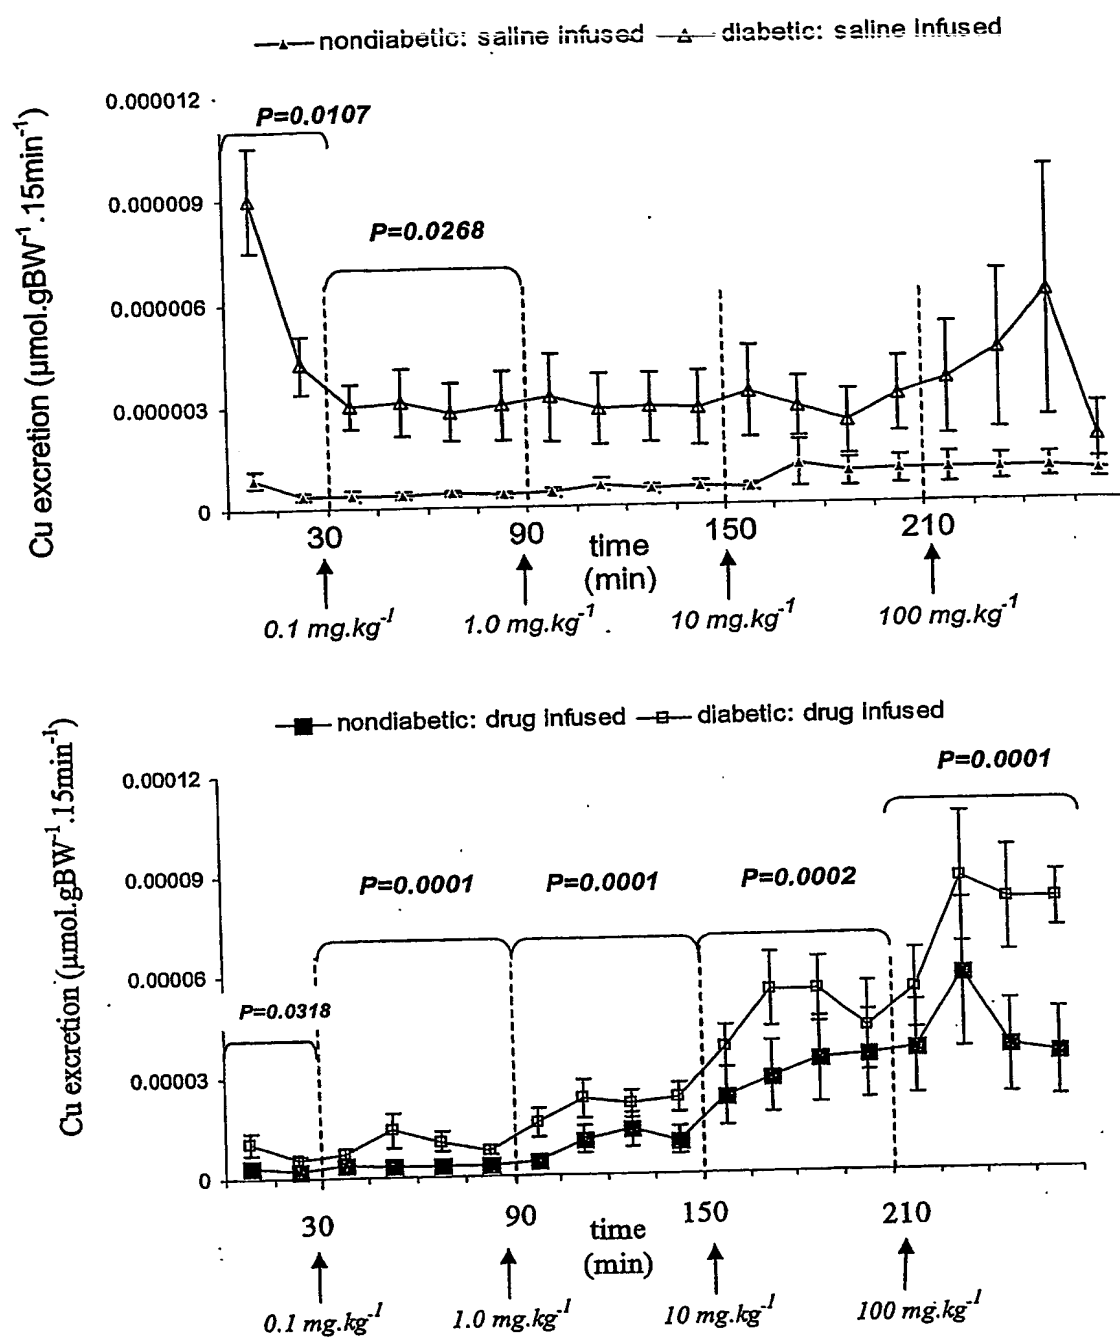 nondiabetic: saline infused diabetic: saline infused
0.000012
P=0.0107
0.000009
P=0.0268
0.000006
0.000003
0
Cu excretion (µmol.gBW⁻¹.15min⁻¹)
30 90 150 210
time
(min)
0.1 mg.kg⁻¹ 1.0 mg.kg⁻¹ 10 mg.kg⁻¹ 100 mg.kg⁻¹
nondiabetic: drug infused diabetic: drug infused
P=0.0001
0.00012
0.00009
P=0.0001 P=0.0001 P=0.0002
0.00006
P=0.0318
0.00003
0
Cu excretion (µmol.gBW⁻¹.15min⁻¹)
30 90 150 210
time
(min)
0.1 mg.kg⁻¹ 1.0 mg.kg⁻¹ 10 mg.kg⁻¹ 100 mg.kg⁻¹